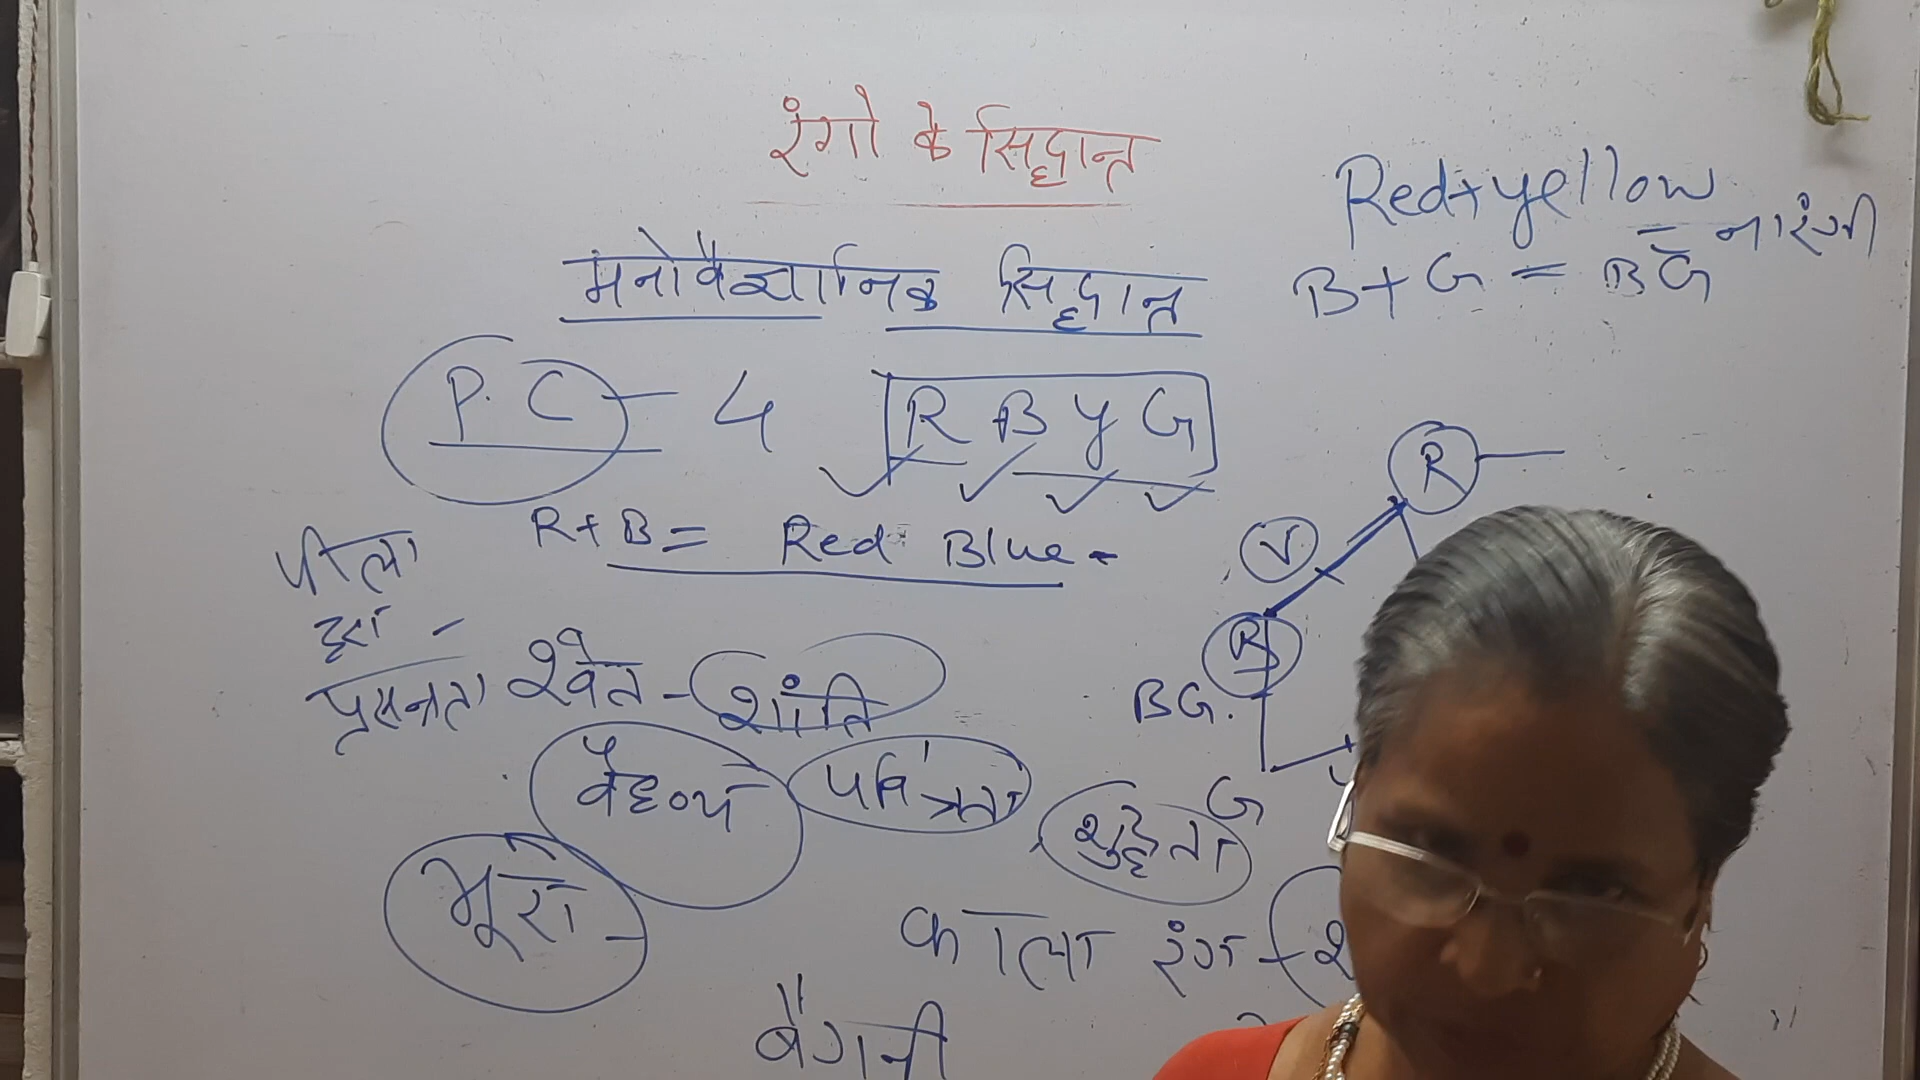 रंगो के सिद्धान्त
Red+yellow
– नारंगी
मनोवैज्ञानिक सिद्धान्त
B+G = BG
P.C – 4 R B y G
R
R+B = Red Blue -
V
पीला
हरा -
B
प्रसन्नता श्वेत – शांति
BG.
वैधव्य पवित्रता शुद्धता
G
भूरा –
काला रंग –
बैगनी